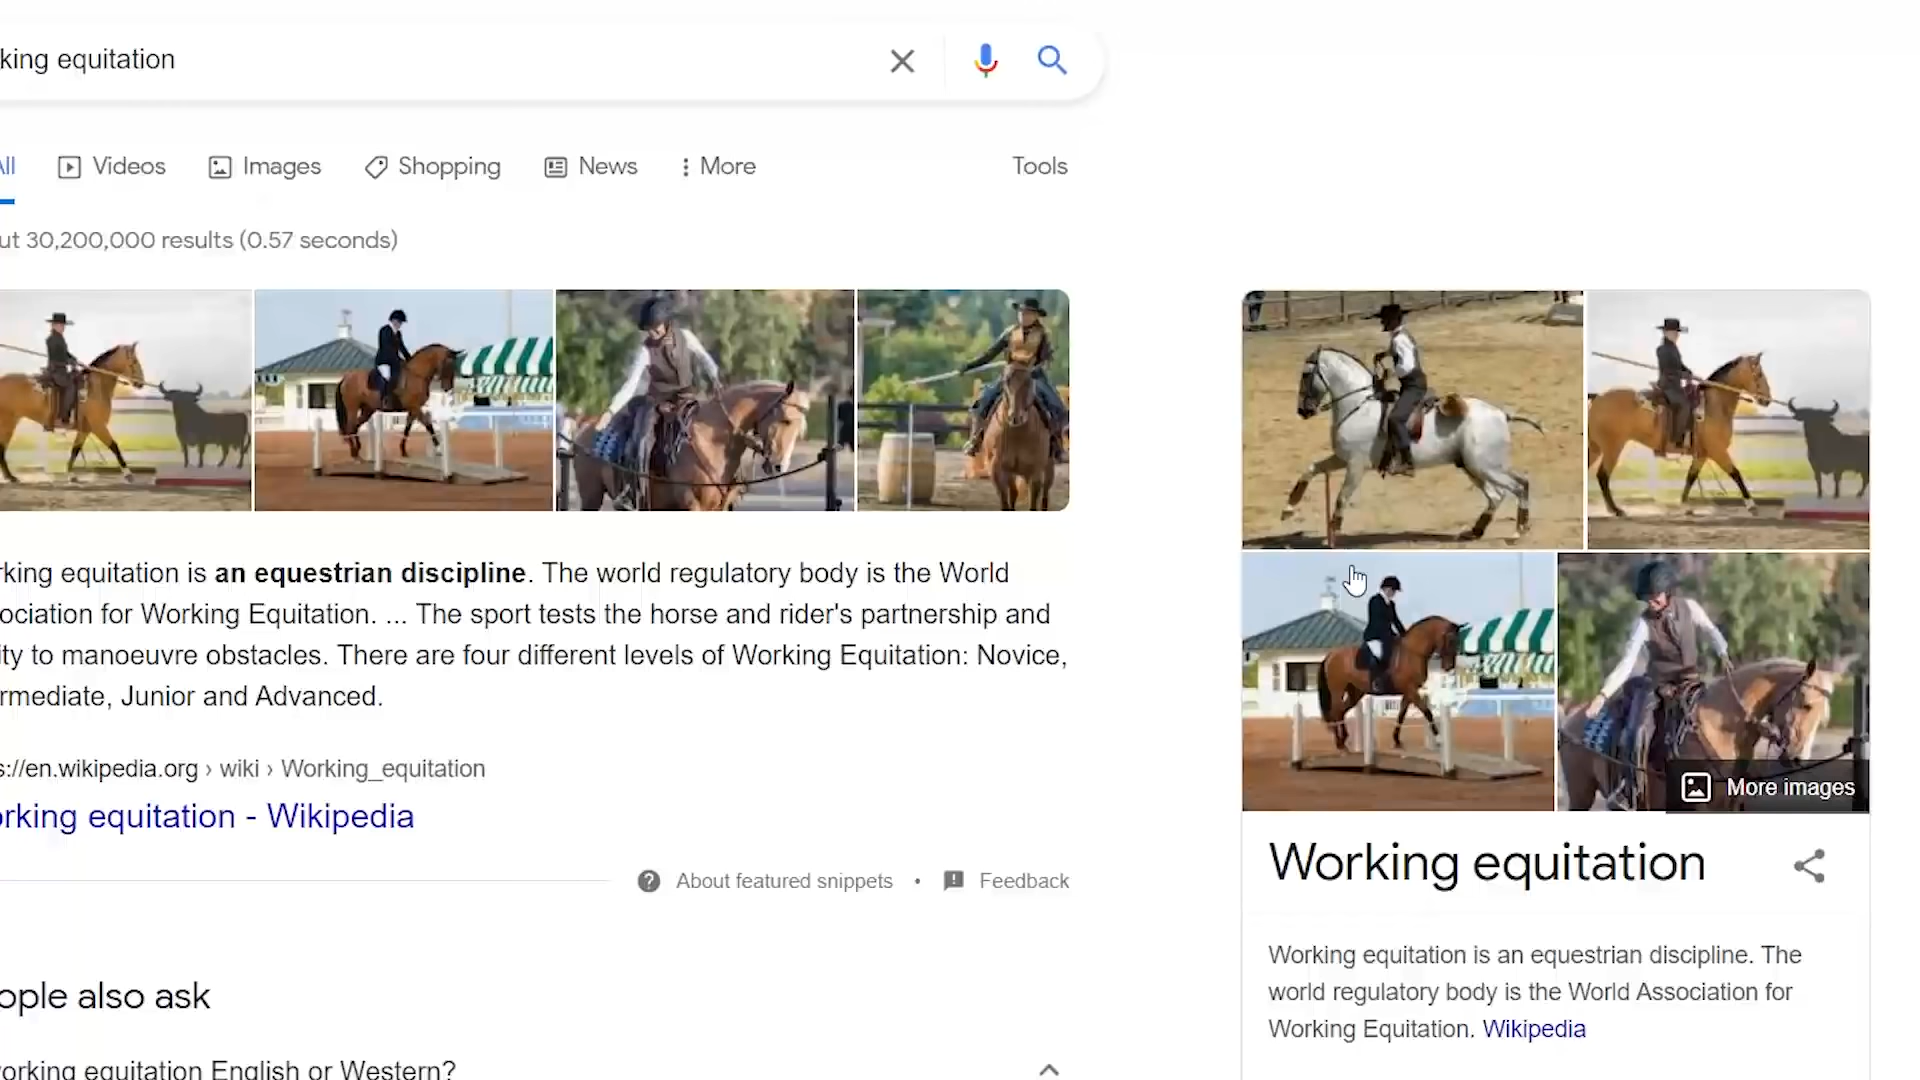 king equitation
All
Videos
Images
Shopping
News
More
Tools
ut 30,200,000 results (0.57 seconds)
rking equitation is an equestrian discipline. The world regulatory body is the World
ociation for Working Equitation. ... The sport tests the horse and rider's partnership and
ity to manoeuvre obstacles. There are four different levels of Working Equitation: Novice,
rmediate, Junior and Advanced.
s://en.wikipedia.org › wiki › Working_equitation
orking equitation - Wikipedia
About featured snippets • Feedback
ople also ask
orking equitation English or Western?
More images
Working equitation
Working equitation is an equestrian discipline. The
world regulatory body is the World Association for
Working Equitation. Wikipedia